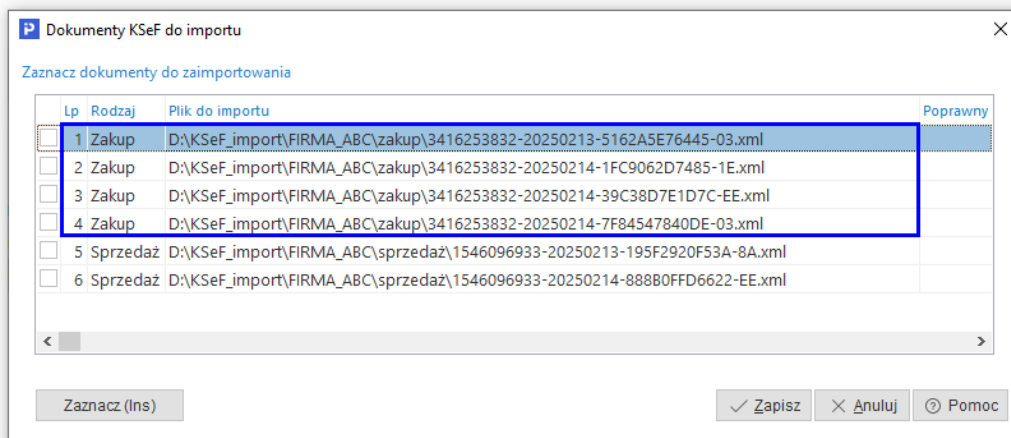 Dokumenty KSeF do importu
Zaznacz dokumenty do zaimportowania
Lp Rodzaj Plik do importu Poprawny
1 Zakup D:\KSeF_import\FIRMA_ABC\zakup\3416253832-20250213-5162A5E76445-03.xml
2 Zakup D:\KSeF_import\FIRMA_ABC\zakup\3416253832-20250214-1FC9062D7485-1E.xml
3 Zakup D:\KSeF_import\FIRMA_ABC\zakup\3416253832-20250214-39C38D7E1D7C-EE.xml
4 Zakup D:\KSeF_import\FIRMA_ABC\zakup\3416253832-20250214-7F84547840DE-03.xml
5 Sprzedaż D:\KSeF_import\FIRMA_ABC\sprzedaż\1546096933-20250213-195F2920F53A-8A.xml
6 Sprzedaż D:\KSeF_import\FIRMA_ABC\sprzedaż\1546096933-20250214-888B0FFD6622-EE.xml
Zaznacz (Ins) Zapisz Anuluj Pomoc